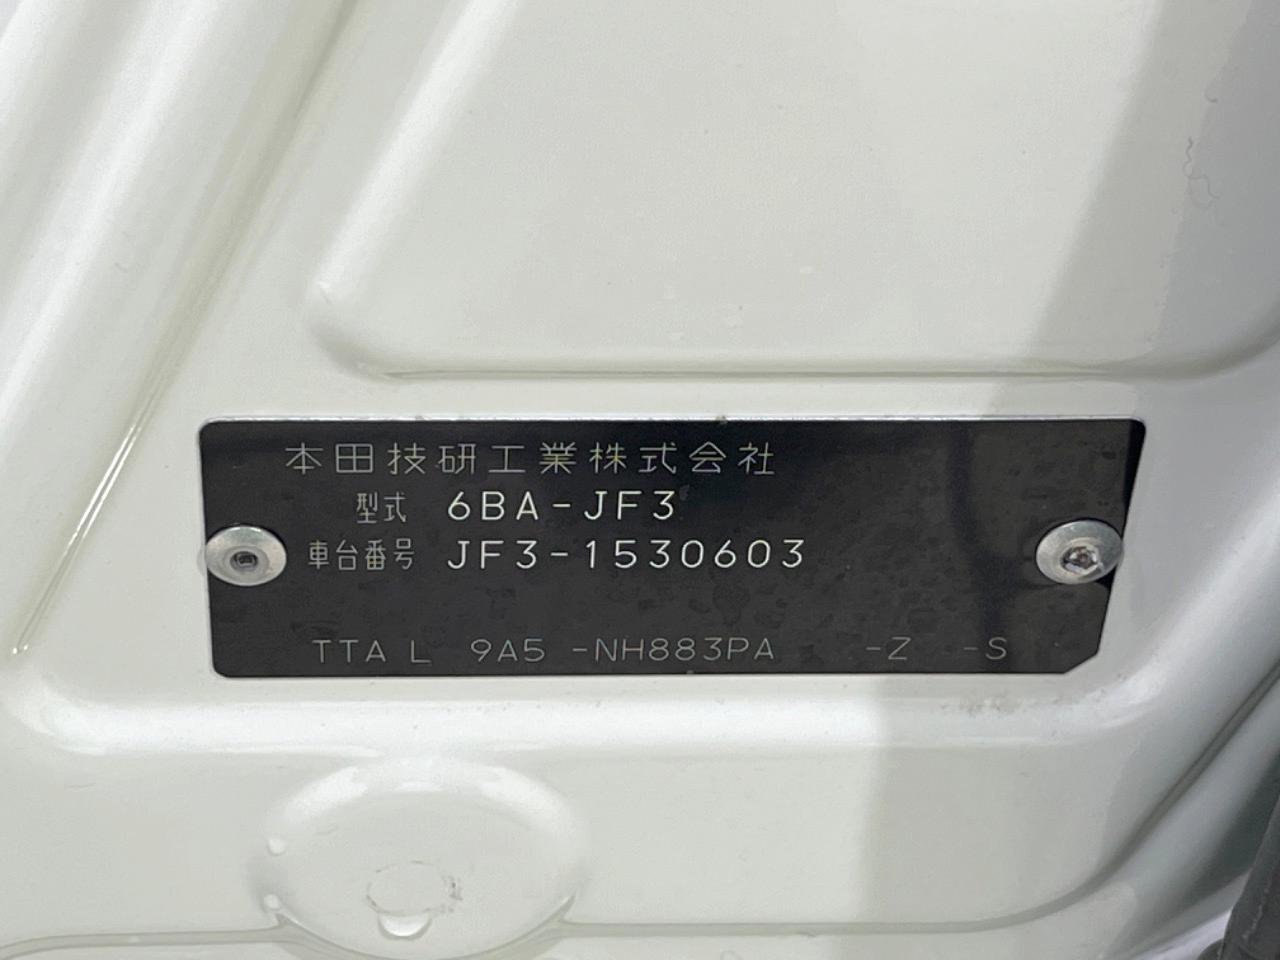 本田技研工業株式会社
型式 6BA-JF3
車台番号 JF3-1530603
TTA L 9A5 -NH883PA -Z -S